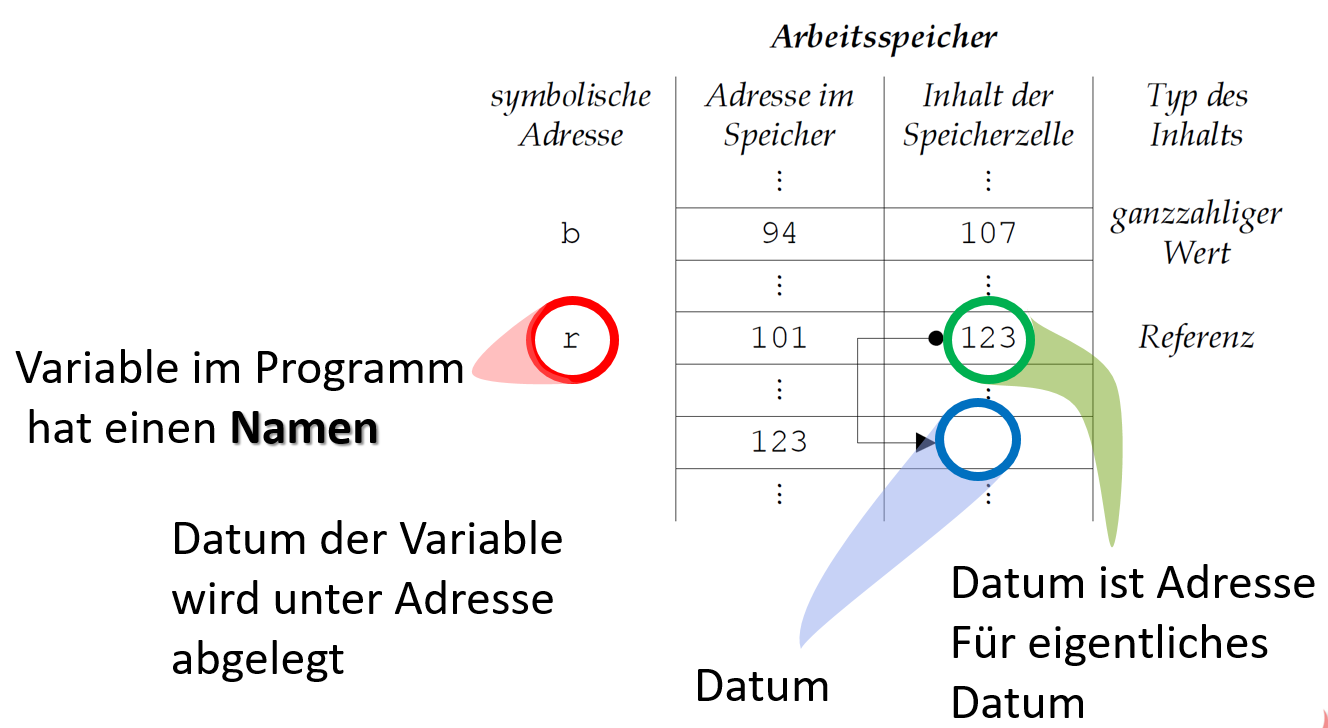 Arbeitsspeicher
symbolische Adresse im Inhalt der Typ des
Adresse Speicher Speicherzelle Inhalts
⋮ ⋮
b 94 107 ganzzahliger
Wert
⋮ ⋮
r 101 123 Referenz
⋮ ⋮
123
⋮ ⋮
Variable im Programm
hat einen Namen
Datum der Variable
wird unter Adresse
abgelegt
Datum
Datum ist Adresse
Für eigentliches
Datum